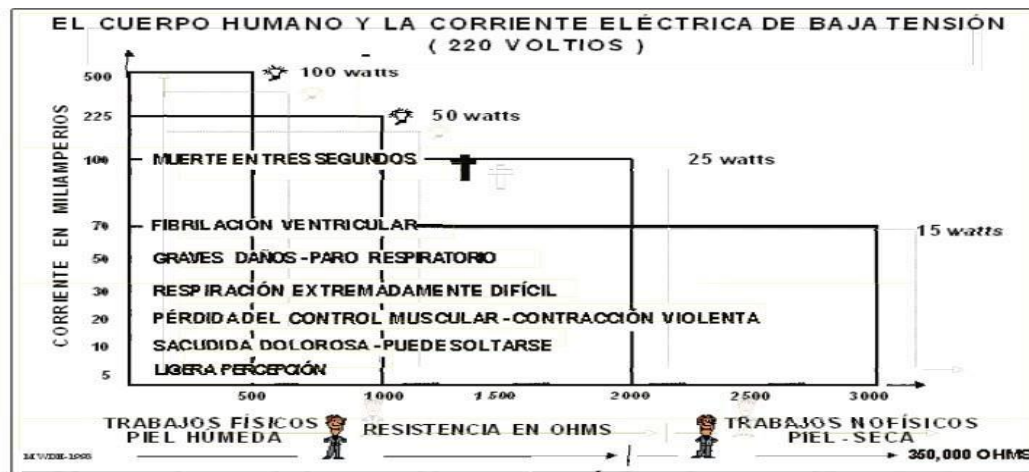 EL CUERPO HUMANO Y LA CORRIENTE ELÉCTRICA DE BAJA TENSIÓN
( 220 VOLTIOS )
CORRIENTE EN MILIAMPERIOS
500
100 watts
225
50 watts
100 MUERTE EN TRES SEGUNDOS
25 watts
70 FIBRILACIÓN VENTRICULAR
15 watts
50 GRAVES DAÑOS - PARO RESPIRATORIO
30 RESPIRACIÓN EXTREMADAMENTE DIFÍCIL
20 PÉRDIDA DEL CONTROL MUSCULAR - CONTRACCIÓN VIOLENTA
10 SACUDIDA DOLOROSA - PUEDE SOLTARSE
5 LIGERA PERCEPCIÓN
500 1000 1500 2000 2500 3000
TRABAJOS FÍSICOS
PIEL HÚMEDA
RESISTENCIA EN OHMS
TRABAJOS NO FÍSICOS
PIEL - SECA
350,000 OHMS